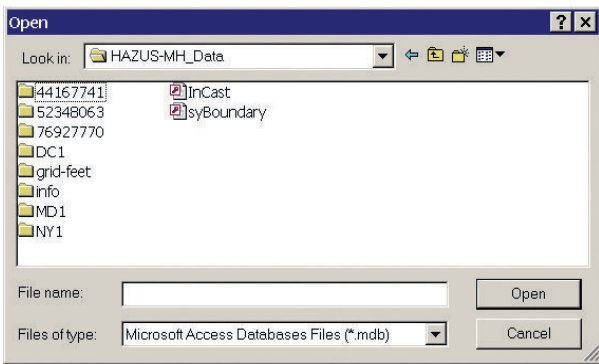 Open
Look in: HAZUS-MH_Data
44167741
52348063
76927770
DC1
grid-feet
info
MD1
NY1
InCast
syBoundary
File name:
Open
Files of type: Microsoft Access Databases Files (*.mdb)
Cancel